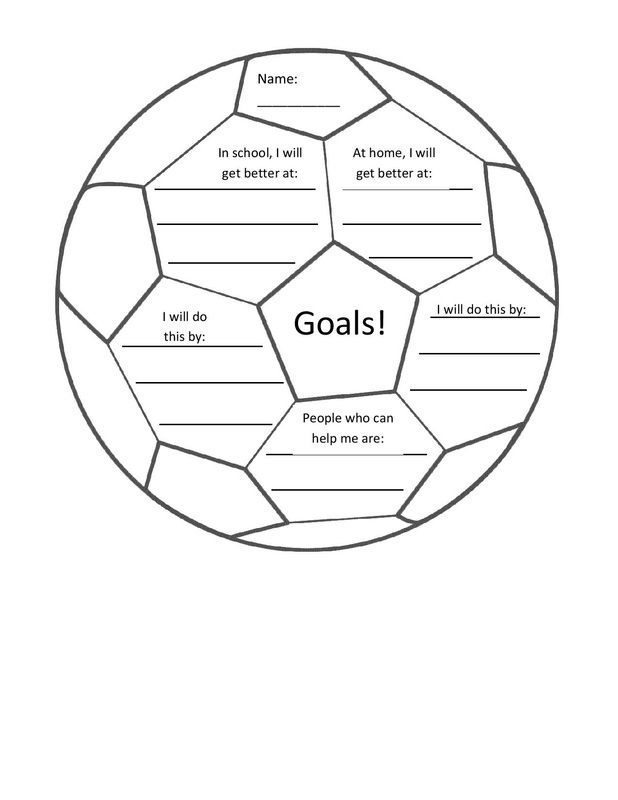 Name:
___________
In school, I will
get better at:
At home, I will
get better at:
Goals!
I will do
this by:
I will do this by:
People who can
help me are: